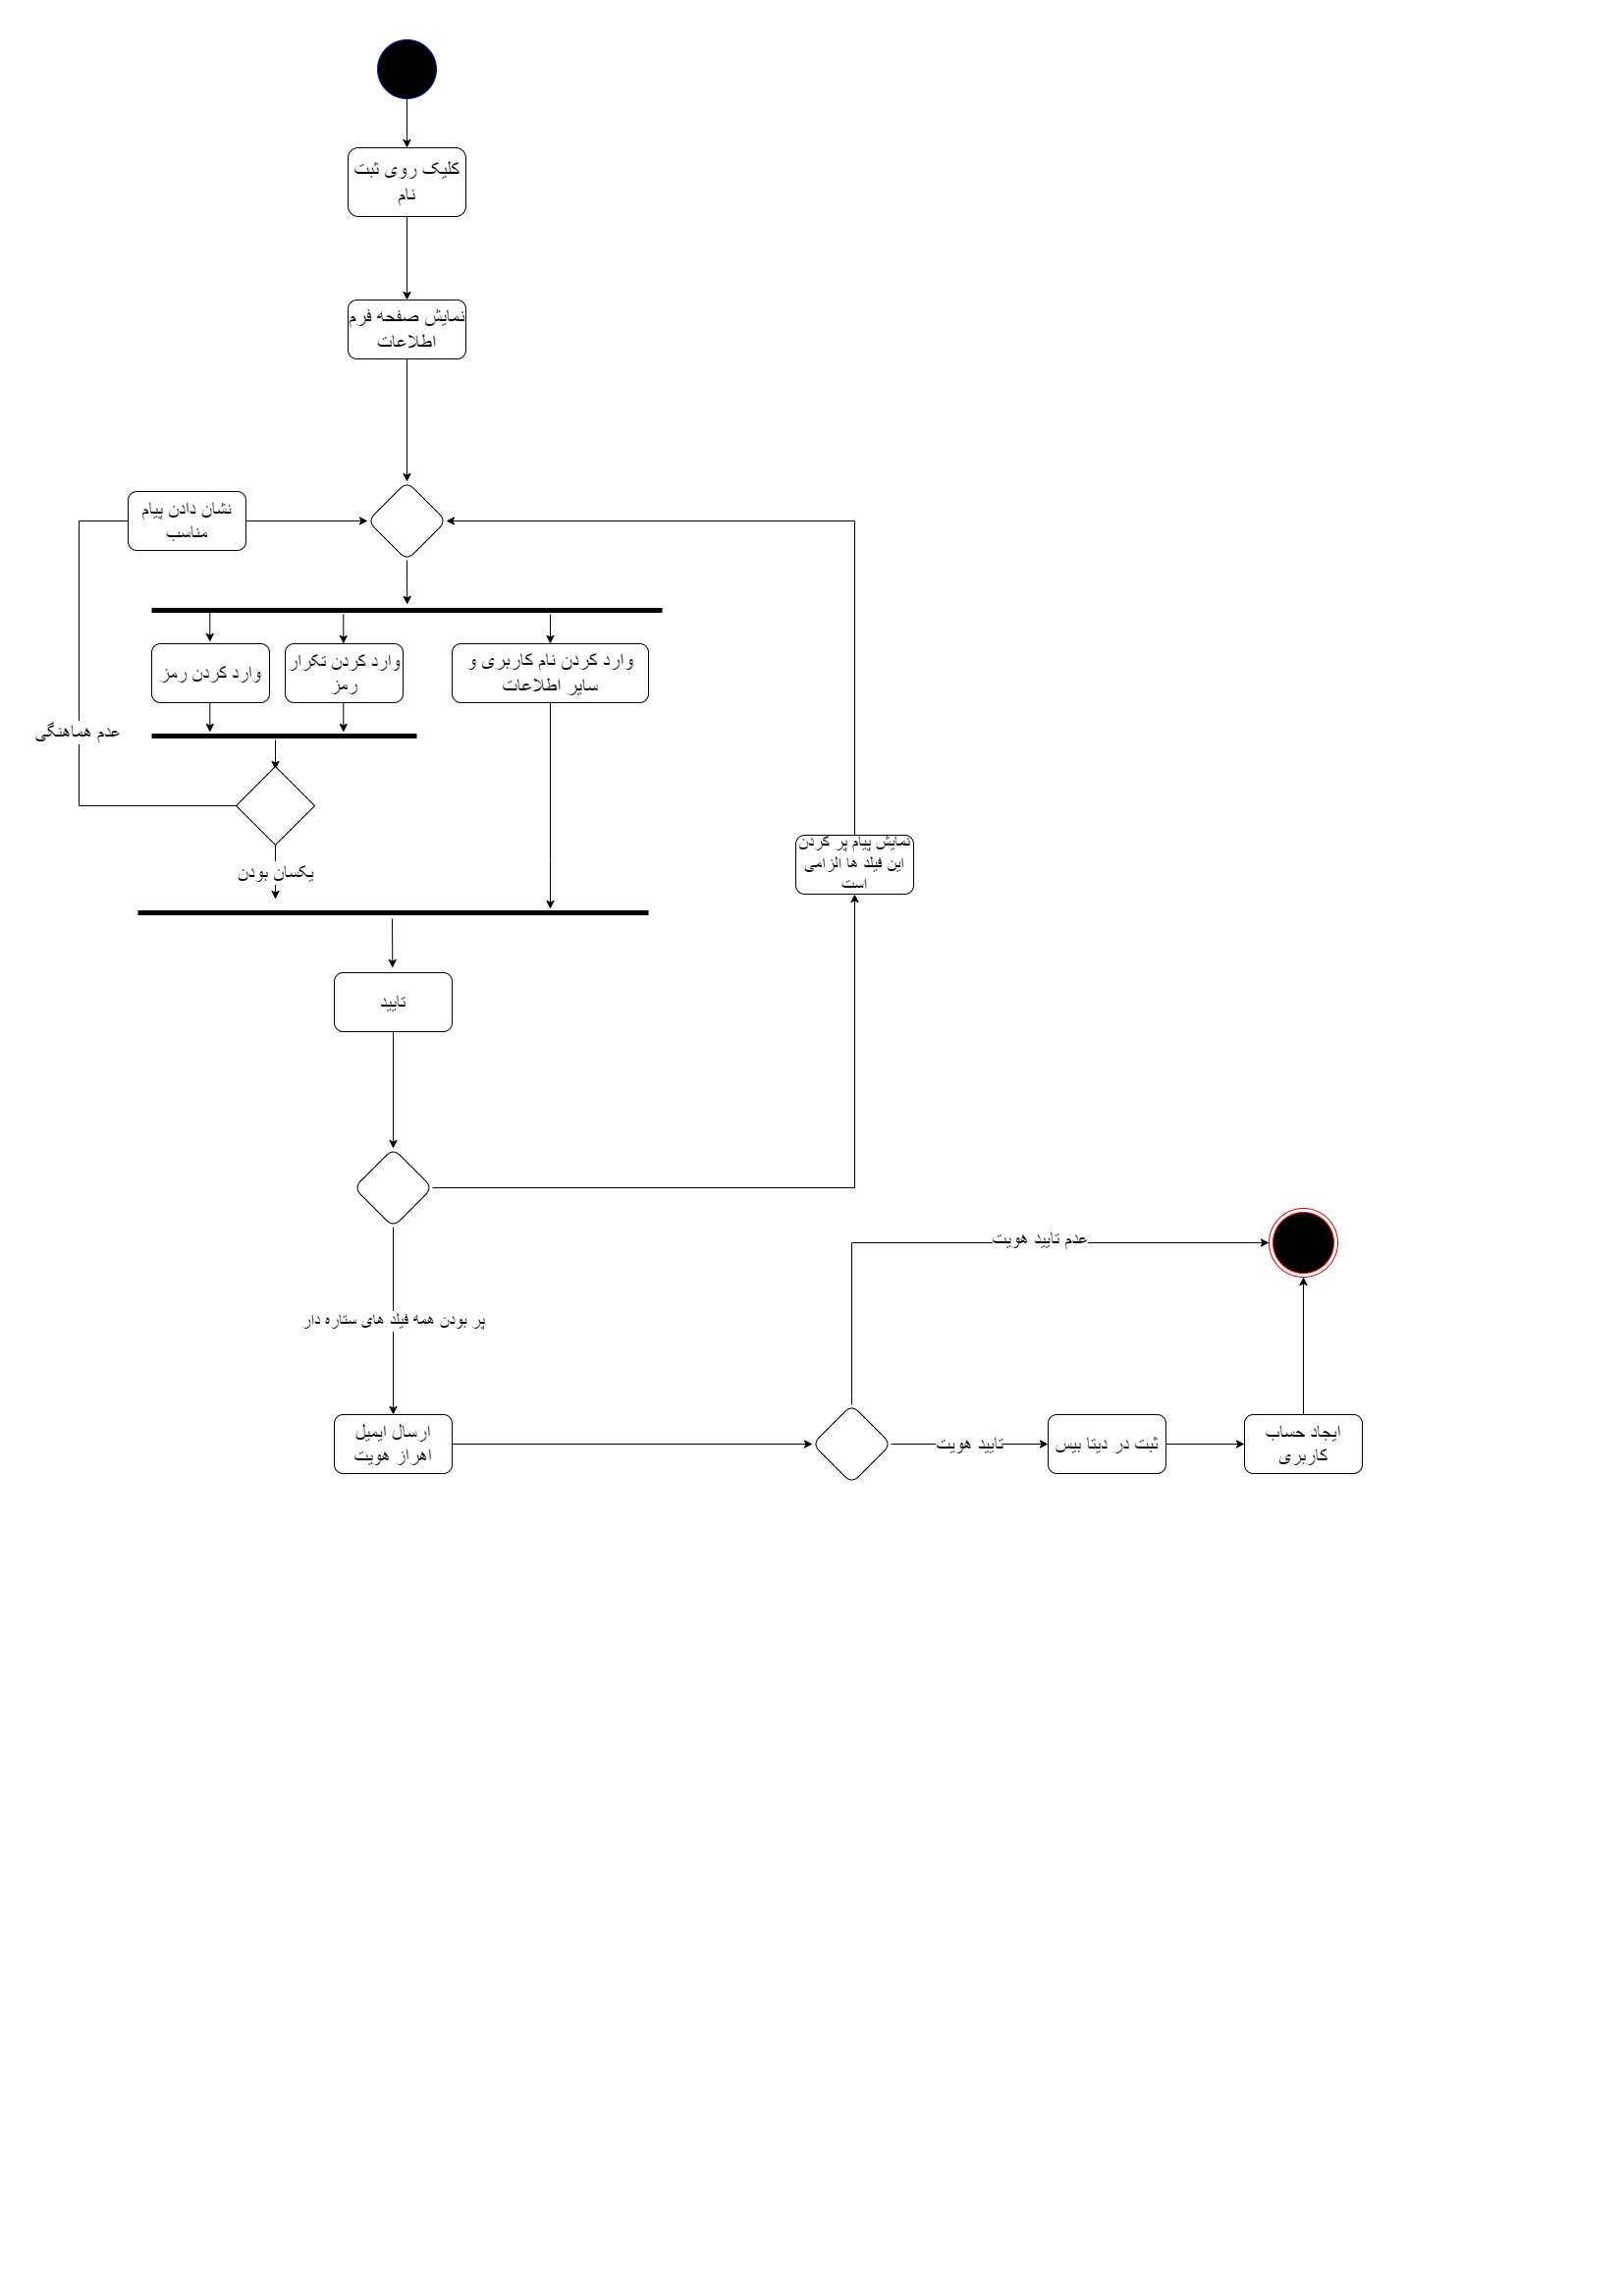 کلیک روی ثبت
نام
نمایش صفحه فرم
اطلاعات
نشان دادن پیام
مناسب
وارد کردن رمز
وارد کردن تکرار
رمز
وارد کردن نام کاربری و
سایر اطلاعات
عدم هماهنگی
یکسان بودن
نمایش پیام پر کردن
این فیلد ها الزامی
است
تایید
عدم تایید هویت
پر بودن همه فیلد های ستاره دار
ارسال ایمیل
اهراز هویت
تایید هویت
ثبت در دیتا بیس
ایجاد حساب
کاربری